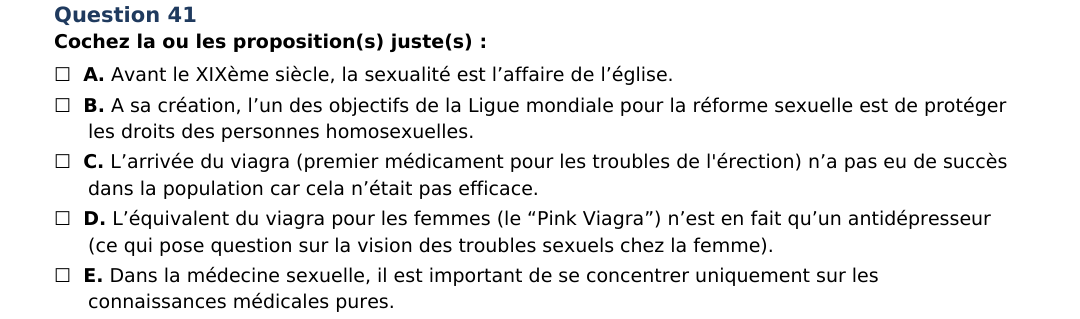 Question 41
Cochez la ou les proposition(s) juste(s) :
☐ A. Avant le XIXème siècle, la sexualité est l’affaire de l’église.
☐ B. A sa création, l’un des objectifs de la Ligue mondiale pour la réforme sexuelle est de protéger
les droits des personnes homosexuelles.
☐ C. L’arrivée du viagra (premier médicament pour les troubles de l'érection) n’a pas eu de succès
dans la population car cela n’était pas efficace.
☐ D. L’équivalent du viagra pour les femmes (le “Pink Viagra”) n’est en fait qu’un antidépresseur
(ce qui pose question sur la vision des troubles sexuels chez la femme).
☐ E. Dans la médecine sexuelle, il est important de se concentrer uniquement sur les
connaissances médicales pures.